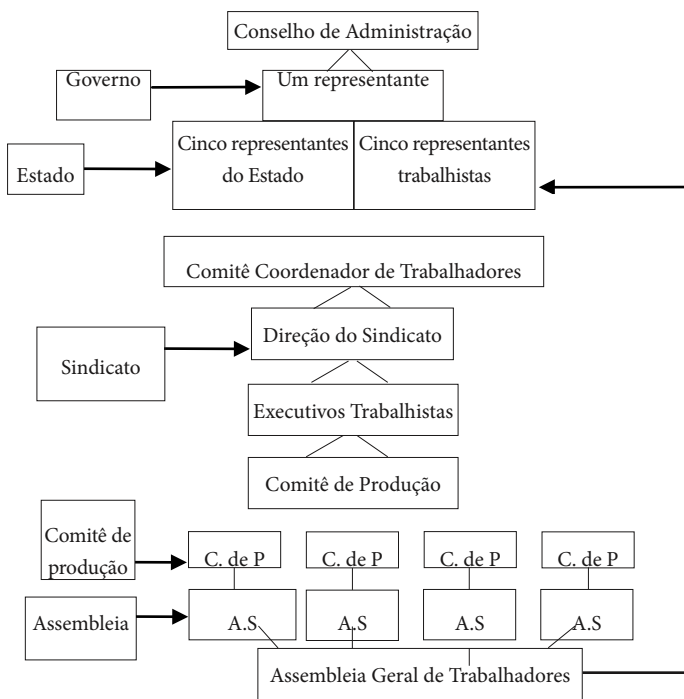 Conselho de Administração
Governo
Um representante
Estado
Cinco representantes
do Estado
Cinco representantes
trabalhistas
Comitê Coordenador de Trabalhadores
Sindicato
Direção do Sindicato
Executivos Trabalhistas
Comitê de Produção
Comitê de
produção
C. de P
C. de P
C. de P
C. de P
Assembleia
A.S
A.S
A.S
A.S
Assembleia Geral de Trabalhadores